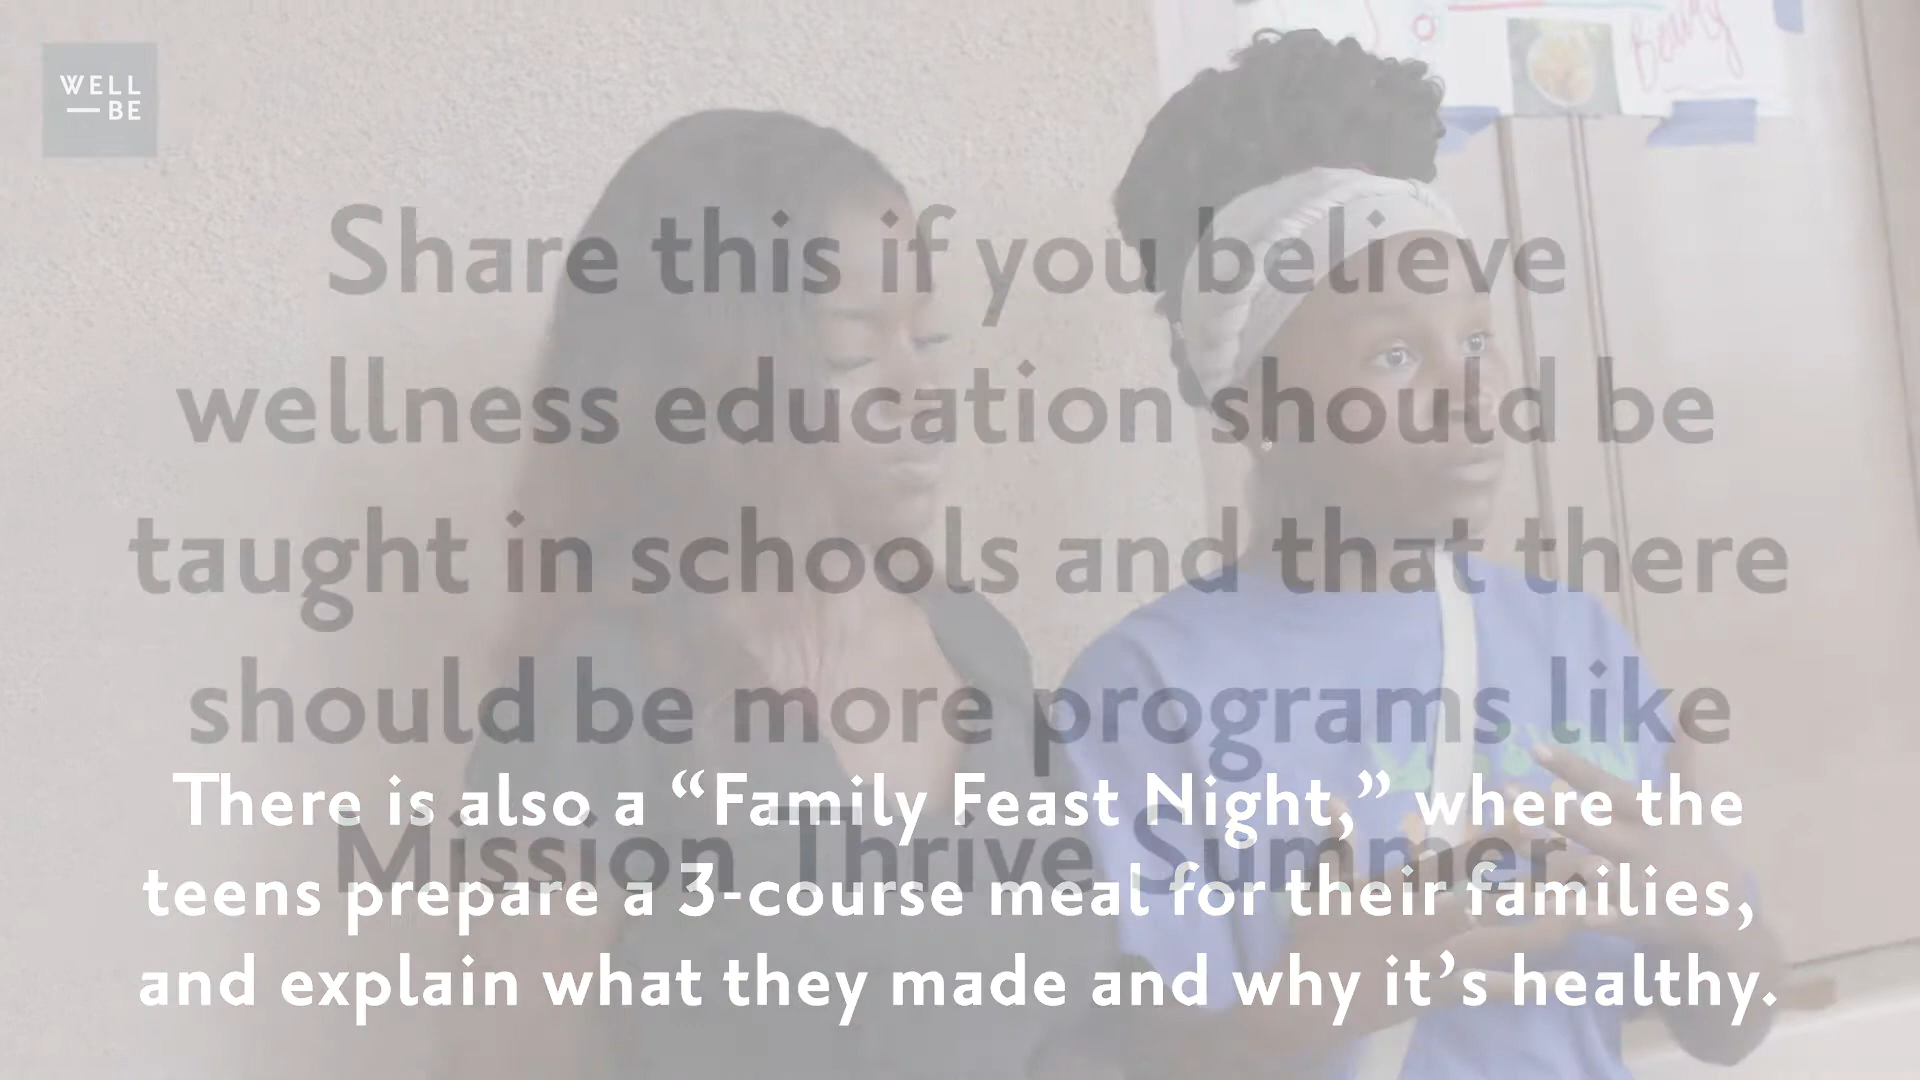 WELL
—BE
Beauty
Share this if you believe
wellness education should be
taught in schools and that there
should be more programs like
Mission Thrive Summer.
There is also a “Family Feast Night,” where the
teens prepare a 3-course meal for their families,
and explain what they made and why it’s healthy.